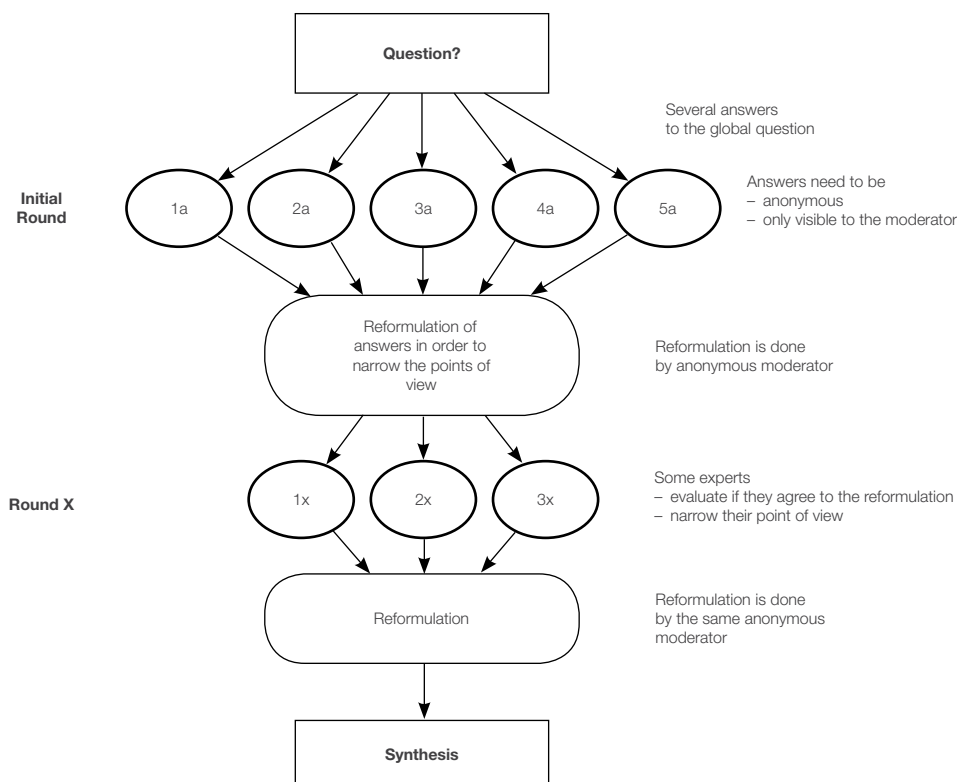 Question?
Several answers
to the global question
Initial
Round
1a
2a
3a
4a
5a
Answers need to be
– anonymous
– only visible to the moderator
Reformulation of
answers in order to
narrow the points of
view
Reformulation is done
by anonymous moderator
Round X
1x
2x
3x
Some experts
– evaluate if they agree to the reformulation
– narrow their point of view
Reformulation
Reformulation is done
by the same anonymous
moderator
Synthesis